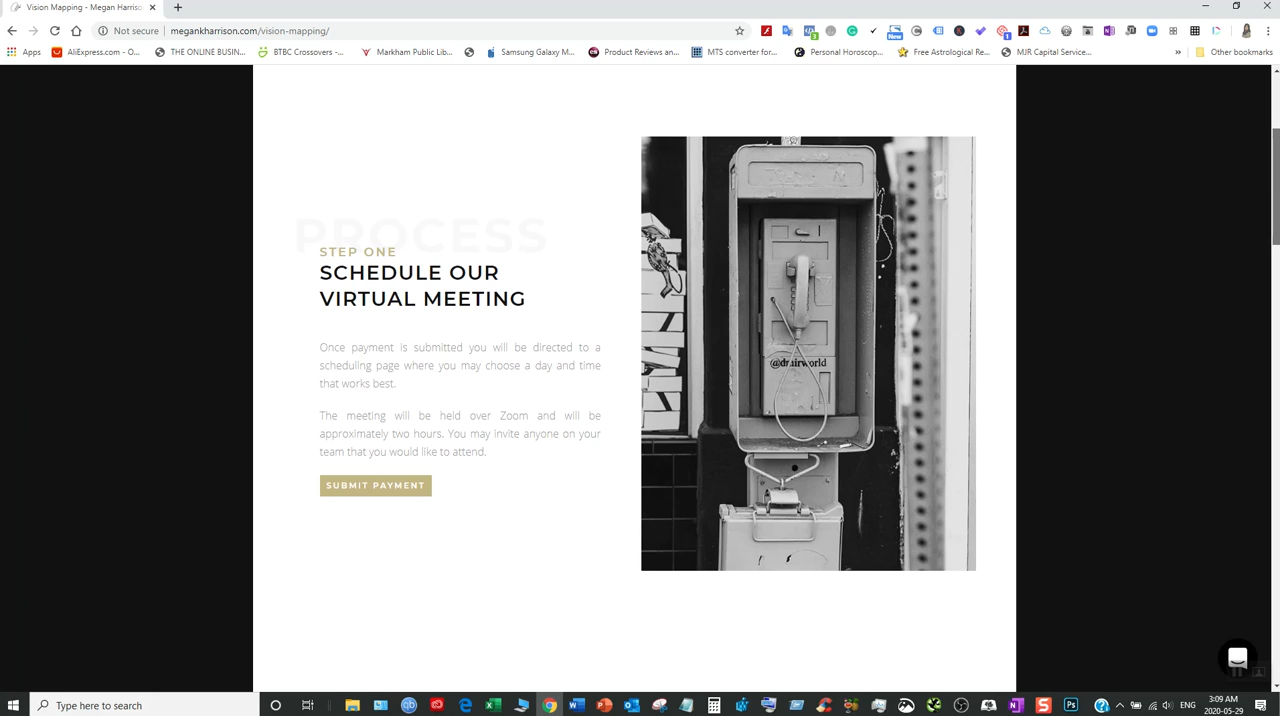 Vision Mapping - Megan Harriso
Not secure | megankharrison.com/vision-mapping/
New
3
1
Apps
AliExpress.com - O...
THE ONLINE BUSIN...
BTBC Crossovers -...
Markham Public Lib...
Samsung Galaxy M...
Product Reviews an...
MTS converter for...
Personal Horoscop...
Free Astrological Re...
MJR Capital Service...
»
Other bookmarks
PROCESS
STEP ONE
SCHEDULE OUR
VIRTUAL MEETING
Once payment is submitted you will be directed to a
scheduling page where you may choose a day and time
that works best.
The meeting will be held over Zoom and will be
approximately two hours. You may invite anyone on your
team that you would like to attend.
SUBMIT PAYMENT
Type here to search
ENG
3:09 AM
2020-05-29